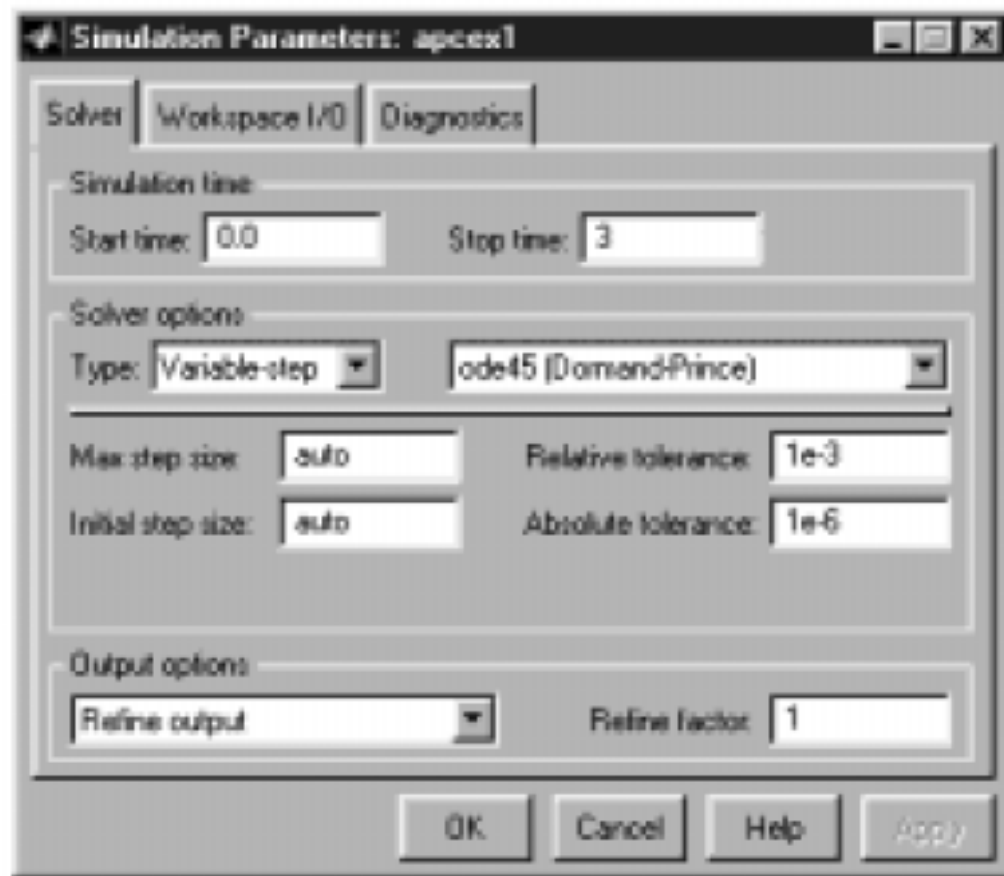 Simulation Parameters: apcex1
Solver Workspace I/O Diagnostics
Simulation time
Start time: 0.0 Stop time: 3
Solver options
Type: Variable-step ode45 (Dormand-Prince)
Max step size: auto Relative tolerance: 1e-3
Initial step size: auto Absolute tolerance: 1e-6
Output options
Refine output Refine factor: 1
OK Cancel Help Apply